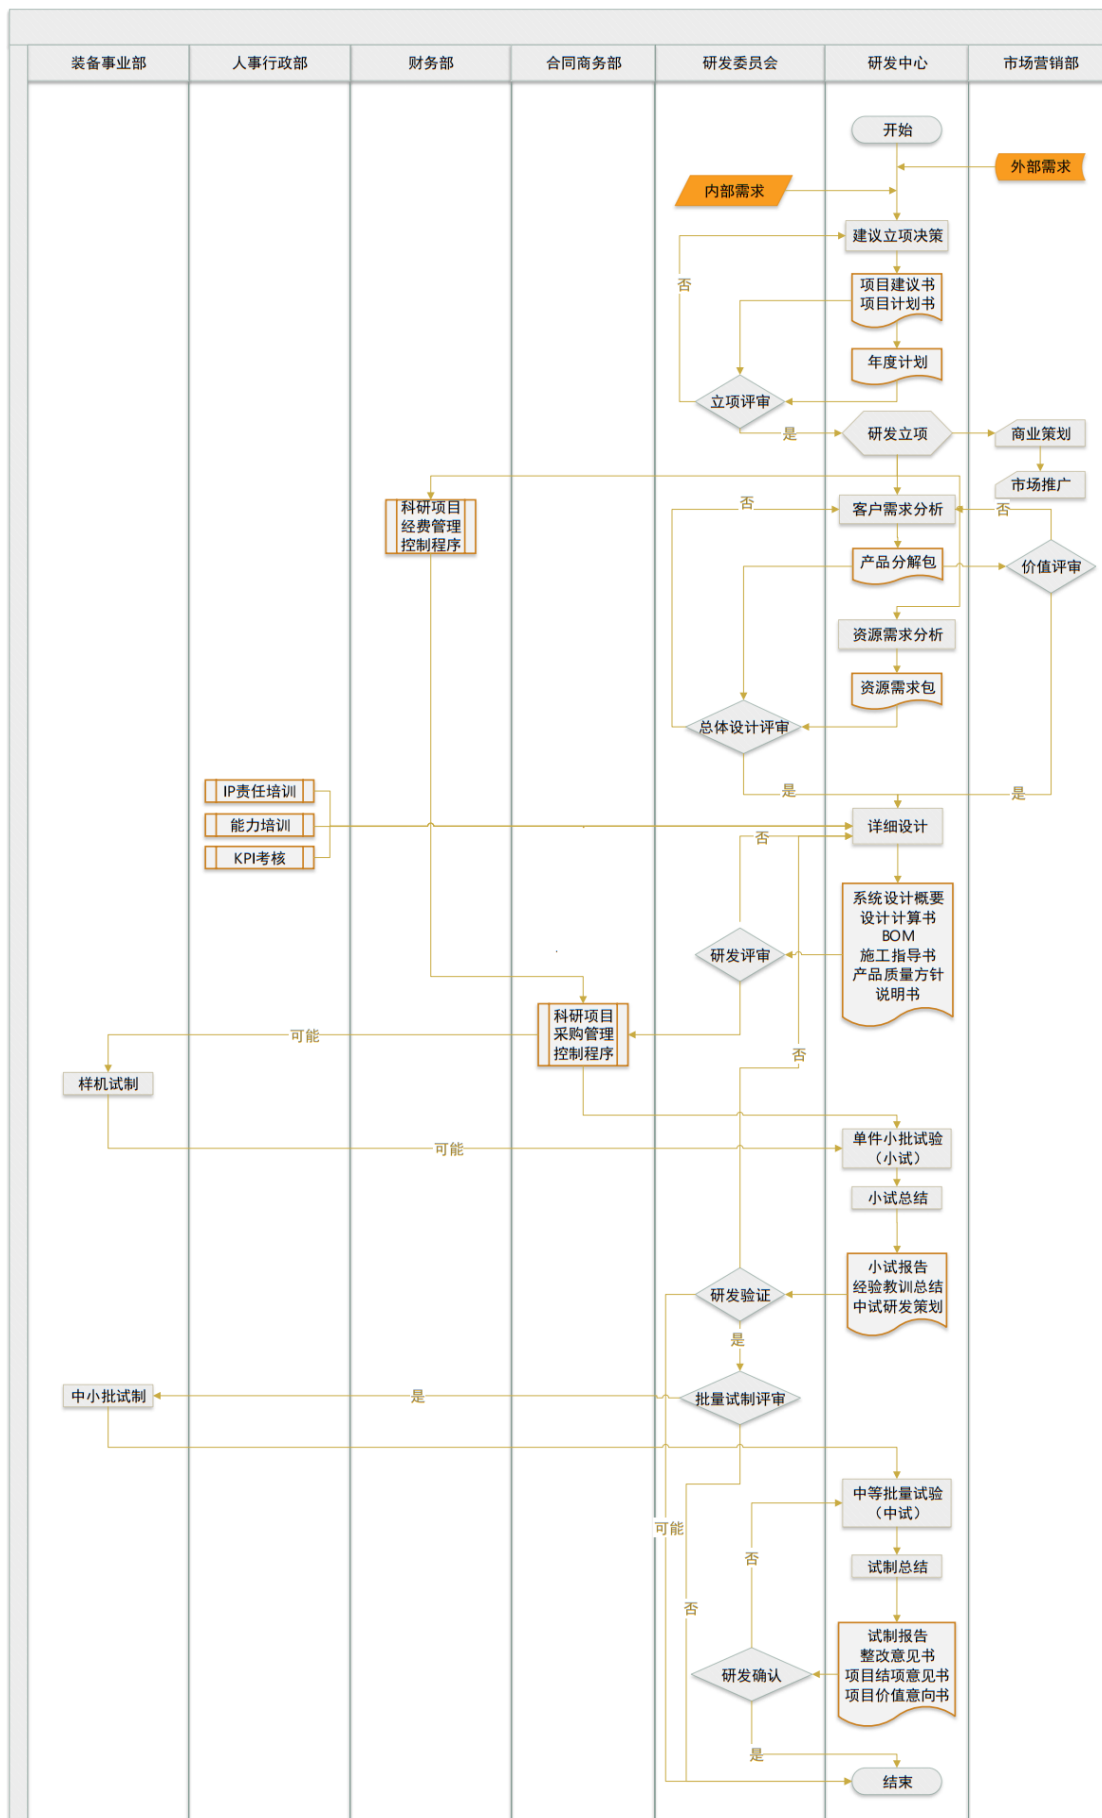 装备事业部
人事行政部
财务部
合同商务部
研发委员会
研发中心
市场营销部
开始
外部需求
内部需求
建议立项决策
否
项目建议书
项目计划书
年度计划
立项评审
是
研发立项
商业策划
市场推广
科研项目
经费管理
控制程序
否
客户需求分析
否
产品分解包
价值评审
资源需求分析
资源需求包
总体设计评审
IP责任培训
是
是
能力培训
详细设计
否
KPI考核
系统设计概要
设计计算书
BOM
施工指导书
产品质量方针
说明书
研发评审
科研项目
采购管理
控制程序
可能
否
样机试制
可能
单件小批试验
（小试）
小试总结
小试报告
经验教训总结
中试研发策划
研发验证
是
中小批试制
是
批量试制评审
中等批量试验
（中试）
可能
否
试制总结
否
试制报告
整改意见书
项目结项意见书
项目价值意向书
研发确认
是
结束